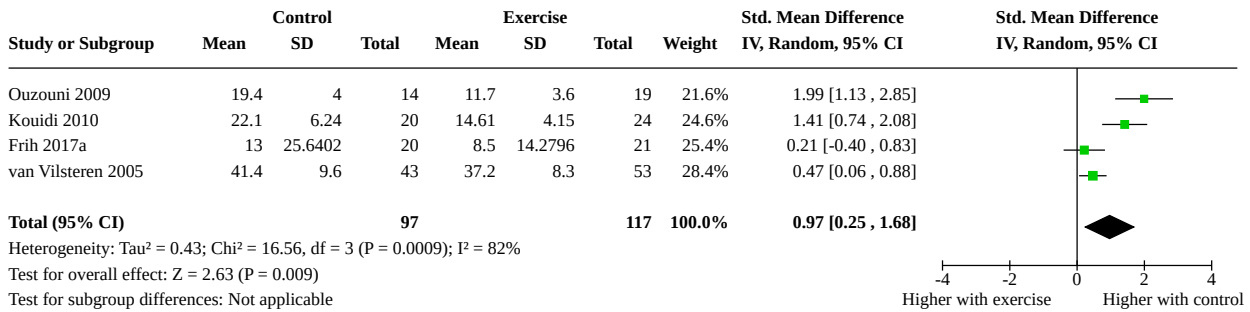 Control Exercise Std. Mean Difference Std. Mean Difference
Study or Subgroup Mean SD Total Mean SD Total Weight IV, Random, 95% CI IV, Random, 95% CI
Ouzouni 2009 19.4 4 14 11.7 3.6 19 21.6% 1.99 [1.13 , 2.85]
Kouidi 2010 22.1 6.24 20 14.61 4.15 24 24.6% 1.41 [0.74 , 2.08]
Frih 2017a 13 25.6402 20 8.5 14.2796 21 25.4% 0.21 [-0.40 , 0.83]
van Vilsteren 2005 41.4 9.6 43 37.2 8.3 53 28.4% 0.47 [0.06 , 0.88]
Total (95% CI) 97 117 100.0% 0.97 [0.25 , 1.68]
Heterogeneity: Tau² = 0.43; Chi² = 16.56, df = 3 (P = 0.0009); I² = 82%
Test for overall effect: Z = 2.63 (P = 0.009)
-4 -2 0 2 4
Test for subgroup differences: Not applicable
Higher with exercise Higher with control